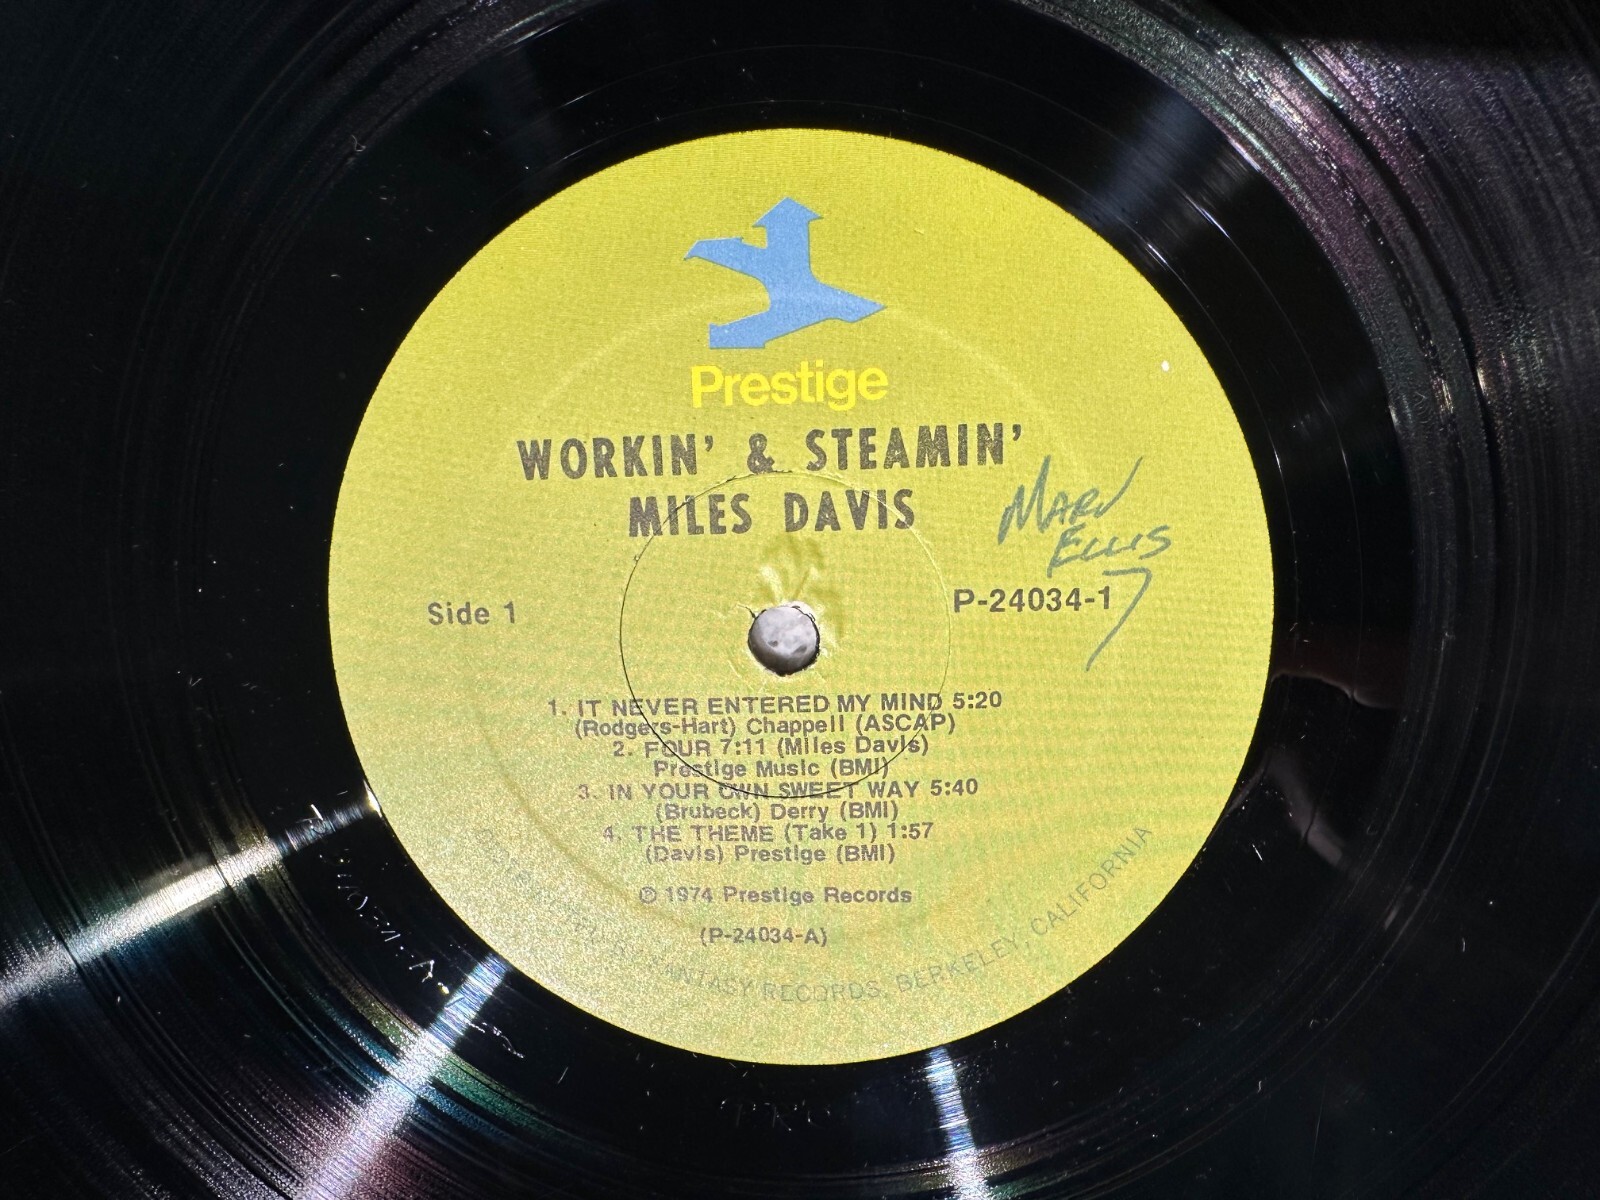 Prestige
WORKIN' & STEAMIN'
MILES DAVIS
MARV
ELLIS
Side 1
P-24034-1
1. IT NEVER ENTERED MY MIND 5:20
(Rodgers-Hart) Chappell (ASCAP)
2. FOUR 7:11 (Miles Davis)
Prestige Music (BMI)
3. IN YOUR OWN SWEET WAY 5:40
(Brubeck) Derry (BMI)
4. THE THEME (Take 1) 1:57
(Davis) Prestige (BMI)
℗ 1974 Prestige Records
(P-24034-A)
BY FANTASY RECORDS, BERKELEY, CALIFORNIA